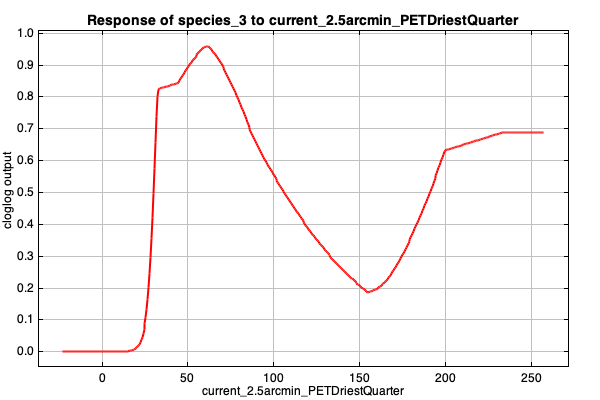 Response of species_3 to current_2.5arcmin_PETDriestQuarter
cloglog output
1.0
0.9
0.8
0.7
0.6
0.5
0.4
0.3
0.2
0.1
0.0
0 50 100 150 200 250
current_2.5arcmin_PETDriestQuarter